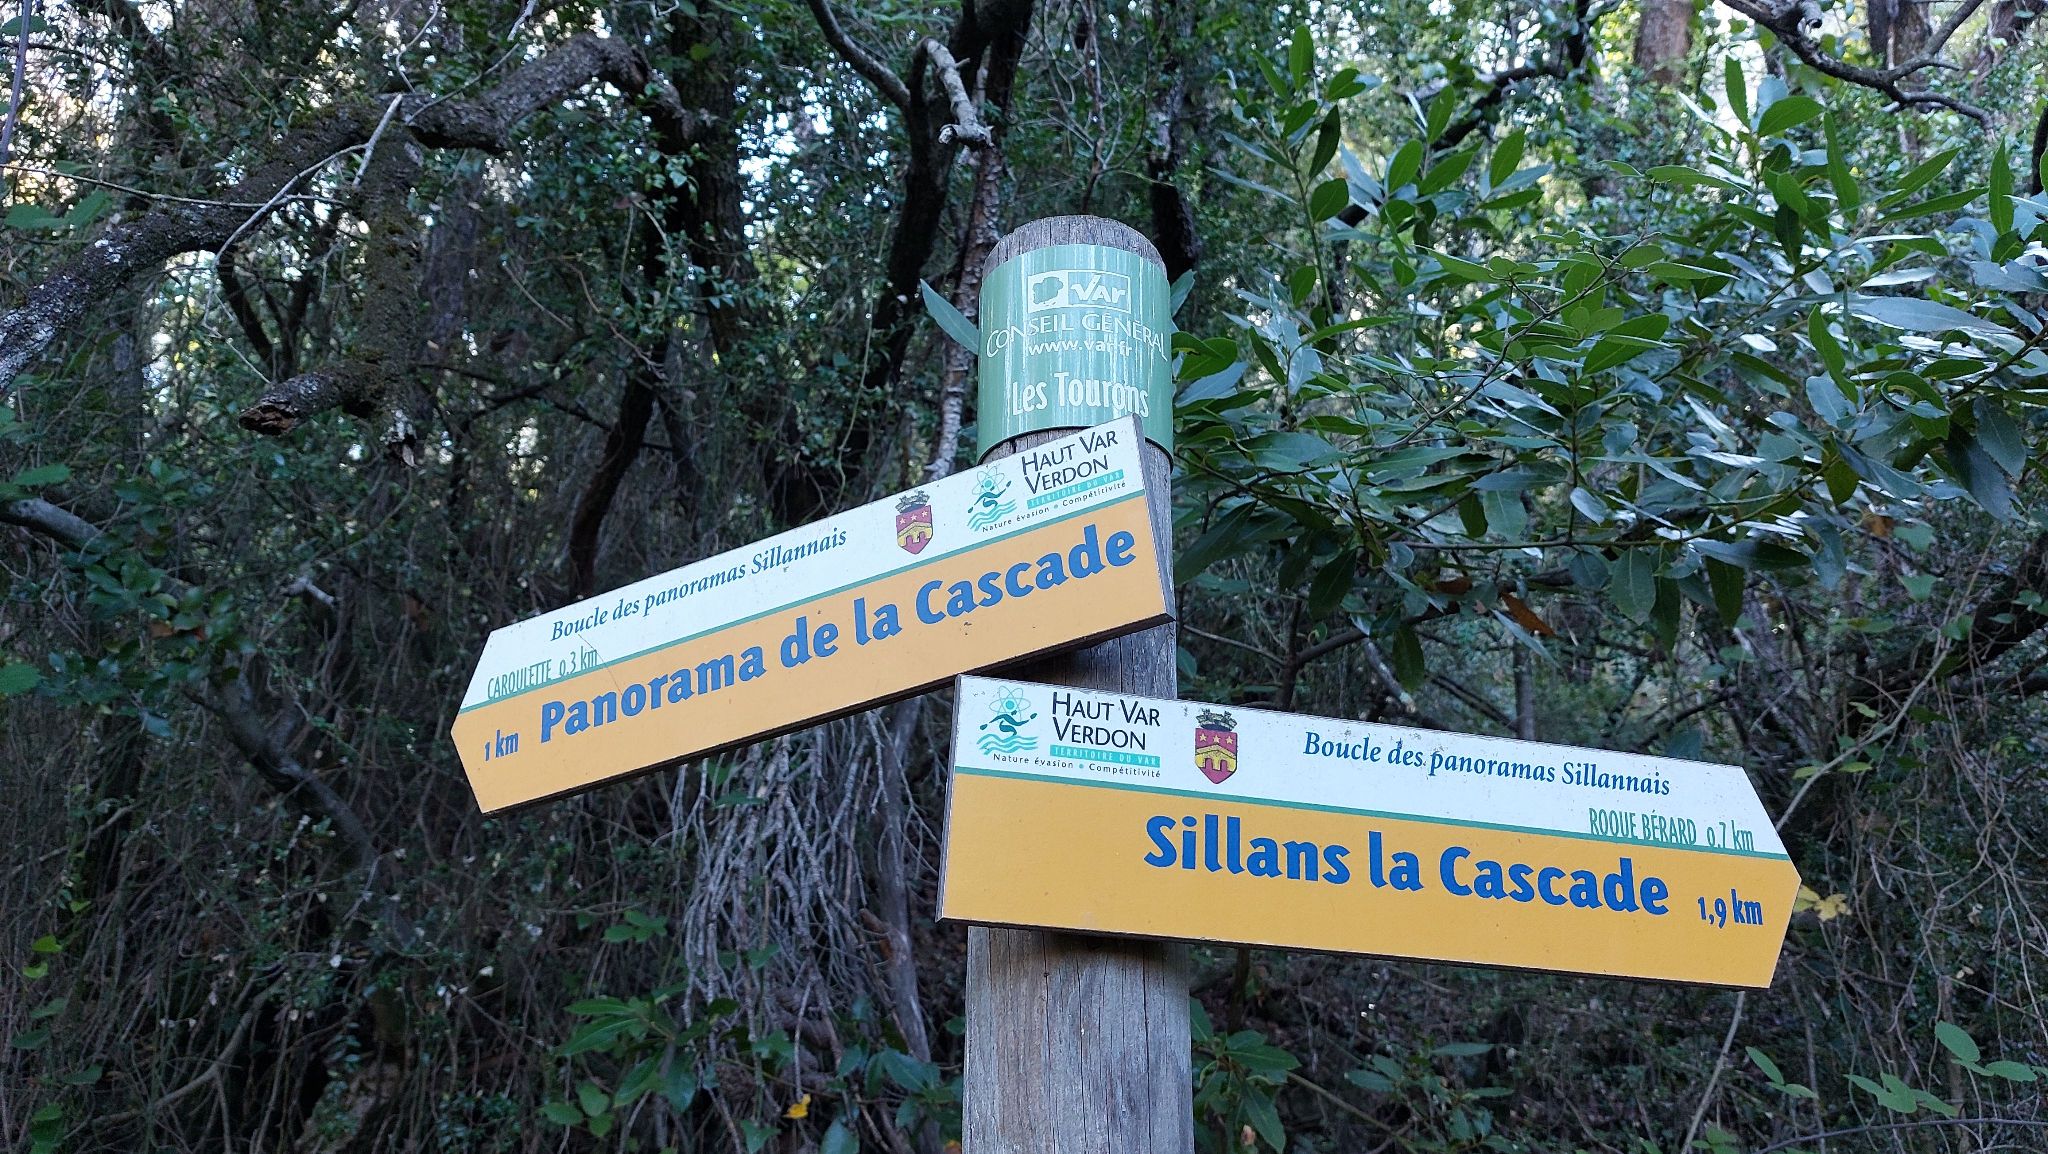 VAR
CONSEIL GÉNÉRAL
www.var.fr
Les Tourons
HAUT VAR
VERDON
TERRITOIRE DU VAR
Nature évasion • Compétitivité
Boucle des panoramas Sillannais
CAROULETTE 0.3 km
1 km Panorama de la Cascade
HAUT VAR
VERDON
TERRITOIRE DU VAR
Nature évasion • Compétitivité
Boucle des panoramas Sillannais
ROQUE BÉRARD 0.7 km
Sillans la Cascade 1,9 km